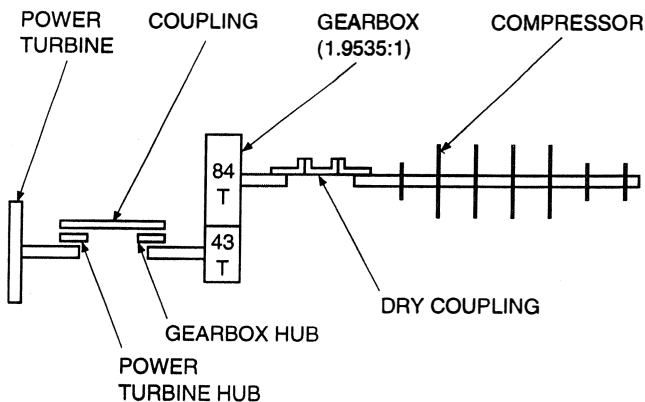 POWER
TURBINE
COUPLING
GEARBOX
(1.9535:1)
COMPRESSOR
84
T
43
T
DRY COUPLING
GEARBOX HUB
POWER
TURBINE HUB